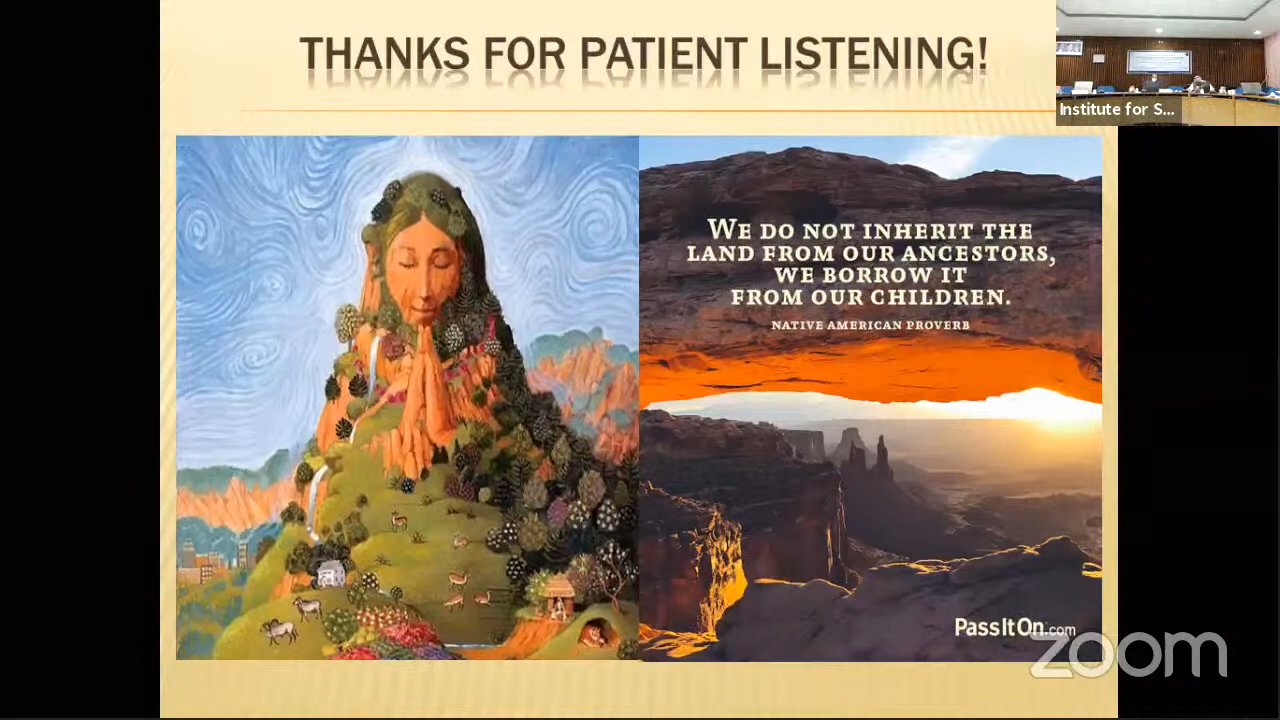 THANKS FOR PATIENT LISTENING!
Institute for S...
WE DO NOT INHERIT THE
LAND FROM OUR ANCESTORS,
WE BORROW IT
FROM OUR CHILDREN.
NATIVE AMERICAN PROVERB
PassItOn.com
zoom